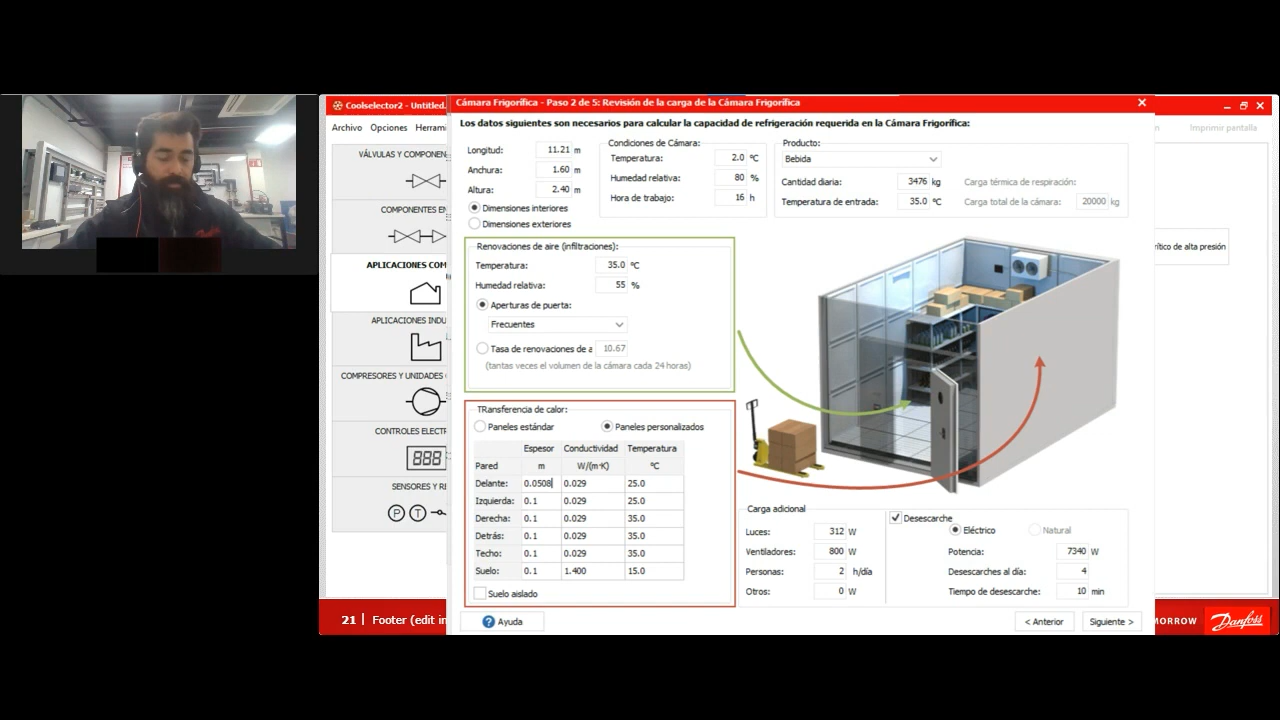 Coolselector2 - Untitled.
Cámara Frigorífica - Paso 2 de 5: Revisión de la carga de la Cámara Frigorífica
Archivo Opciones Herrami
Imprimir pantalla
Los datos siguientes son necesarios para calcular la capacidad de refrigeración requerida en la Cámara Frigorífica:
VÁLVULAS Y COMPONEN
COMPONENTES EN
APLICACIONES COM
APLICACIONES INDU
COMPRESORES Y UNIDADES
CONTROLES ELECTR
888
SENSORES Y RE
P T
Longitud: 11.21 m
Anchura: 1.60 m
Altura: 2.40 m
Dimensiones interiores
Dimensiones exteriores
Condiciones de Cámara:
Temperatura: 2.0 ºC
Humedad relativa: 80 %
Hora de trabajo: 16 h
Producto:
Bebida
Cantidad diaria: 3476 kg
Carga térmica de respiración:
Temperatura de entrada: 35.0 ºC
Carga total de la cámara: 20000 kg
Renovaciones de aire (infiltraciones):
Temperatura: 35.0 ºC
Humedad relativa: 55 %
Aperturas de puerta:
Frecuentes
Tasa de renovaciones de a 10.67
(tantas veces el volumen de la cámara cada 24 horas)
rítico de alta presión
TRansferencia de calor:
Paneles estándar Paneles personalizados
Espesor Conductividad Temperatura
Pared m W/(m·K) ºC
Delante: 0.0508 0.029 25.0
Izquierda: 0.1 0.029 25.0
Derecha: 0.1 0.029 35.0
Detrás: 0.1 0.029 35.0
Techo: 0.1 0.029 35.0
Suelo: 0.1 1.400 15.0
Suelo aislado
Carga adicional
Luces: 312 W
Ventiladores: 800 W
Personas: 2 h/día
Otros: 0 W
Desescarche
Eléctrico Natural
Potencia: 7340 W
Desescarches al día: 4
Tiempo de desescarche: 10 min
Ayuda
< Anterior
Siguiente >
21 | Footer (edit in
MORROW
Danfoss